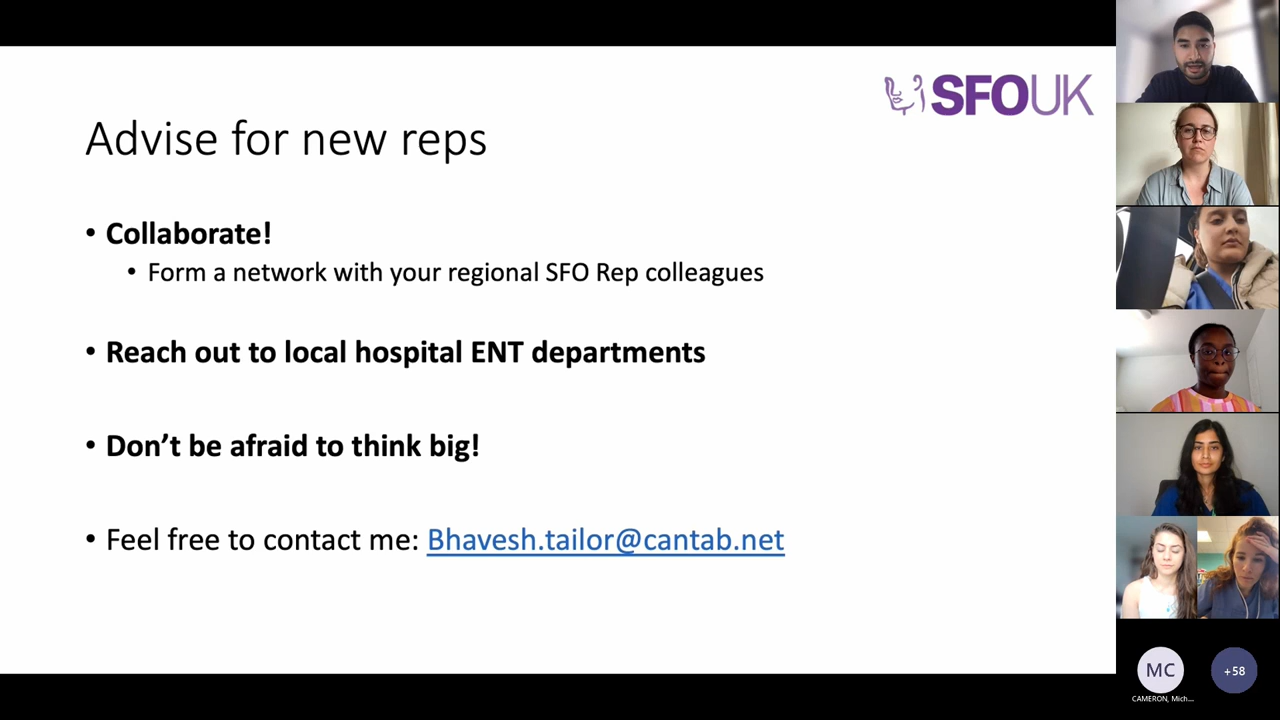 SFOUK
Advise for new reps
• Collaborate!
• Form a network with your regional SFO Rep colleagues
• Reach out to local hospital ENT departments
• Don’t be afraid to think big!
• Feel free to contact me: Bhavesh.tailor@cantab.net
MC
+58
CAMERON, Mich...